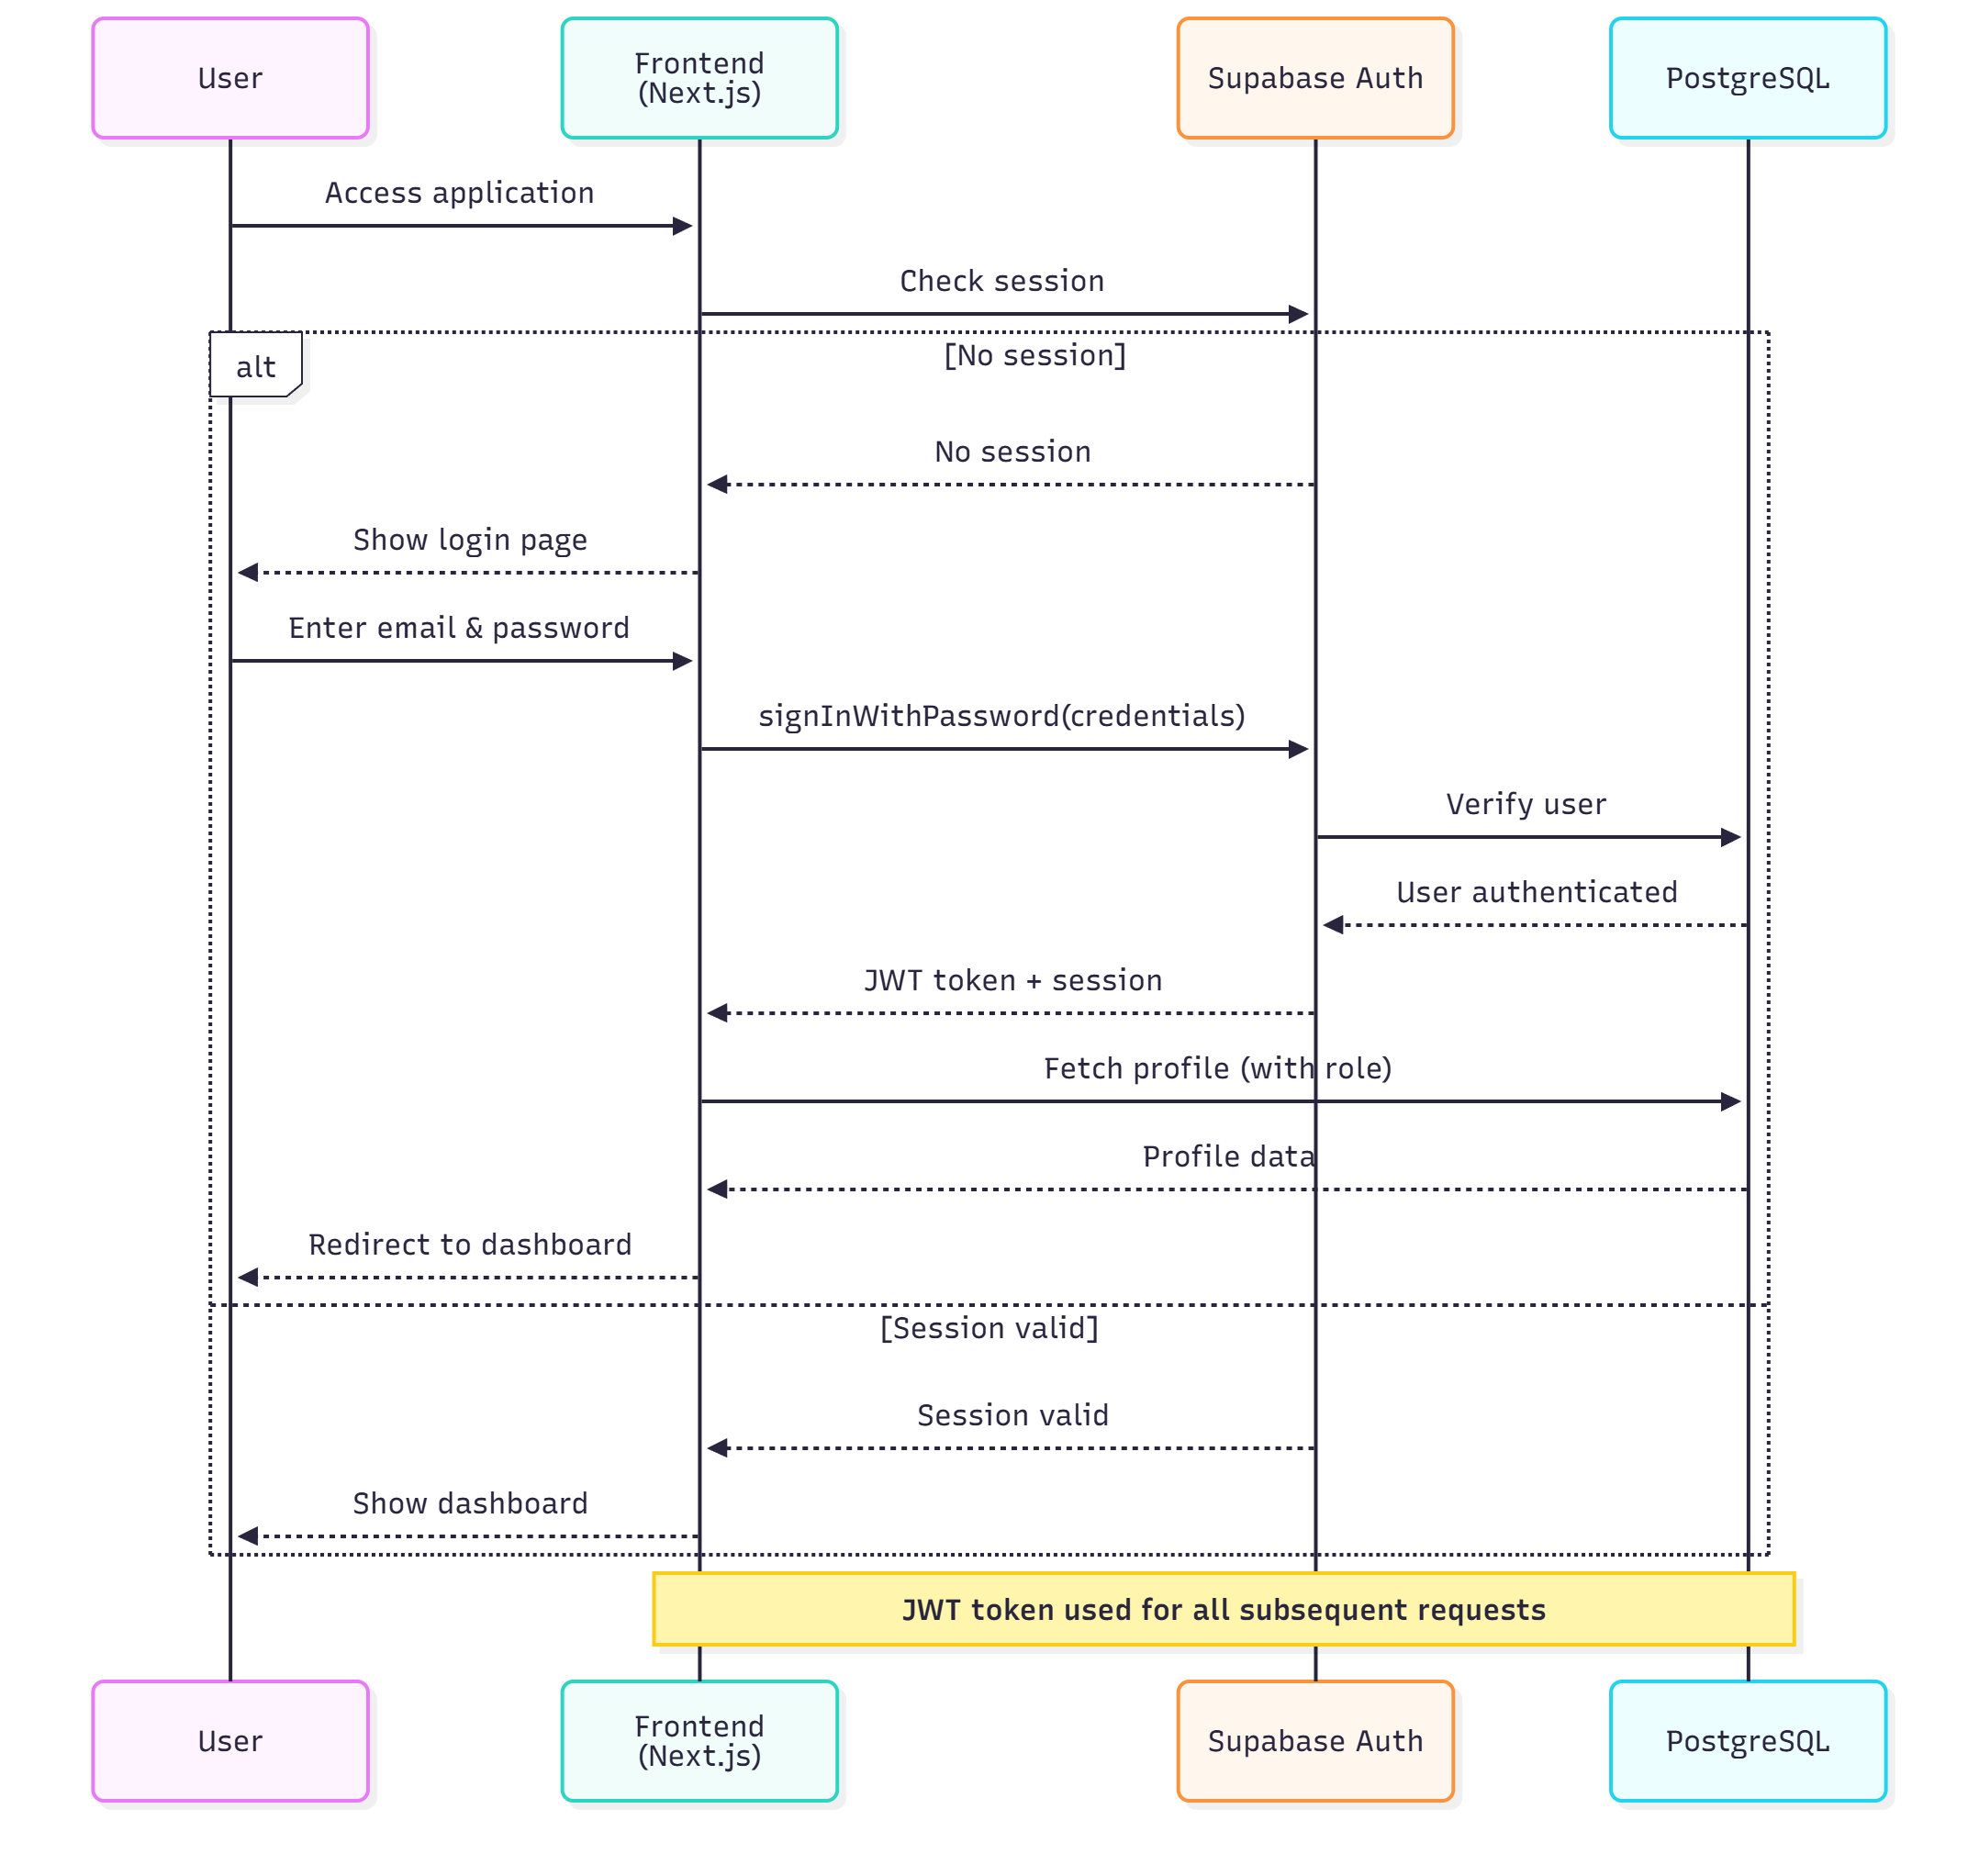 User
Frontend
(Next.js)
Supabase Auth
PostgreSQL
Access application
Check session
alt
[No session]
No session
Show login page
Enter email & password
signInWithPassword(credentials)
Verify user
User authenticated
JWT token + session
Fetch profile (with role)
Profile data
Redirect to dashboard
[Session valid]
Session valid
Show dashboard
JWT token used for all subsequent requests
User
Frontend
(Next.js)
Supabase Auth
PostgreSQL